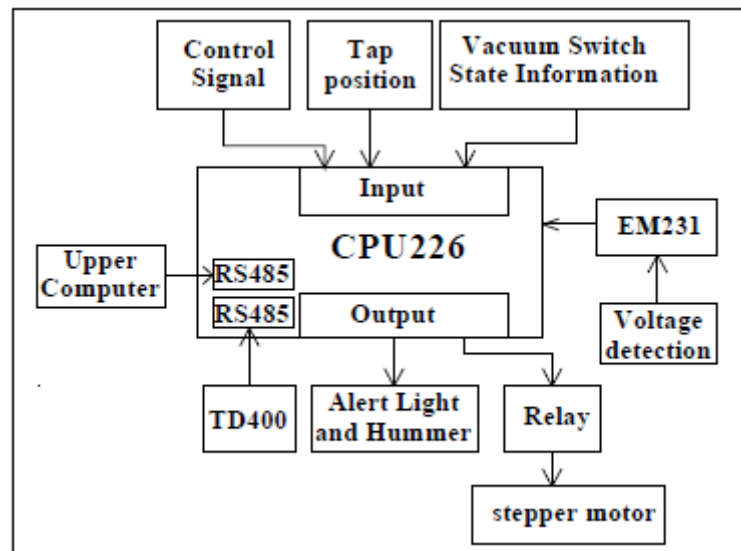 Control
Signal
Tap
position
Vacuum Switch
State Information
Input
CPU226
EM231
Upper
Computer
RS485
RS485
Output
Voltage
detection
TD400
Alert Light
and Hummer
Relay
stepper motor